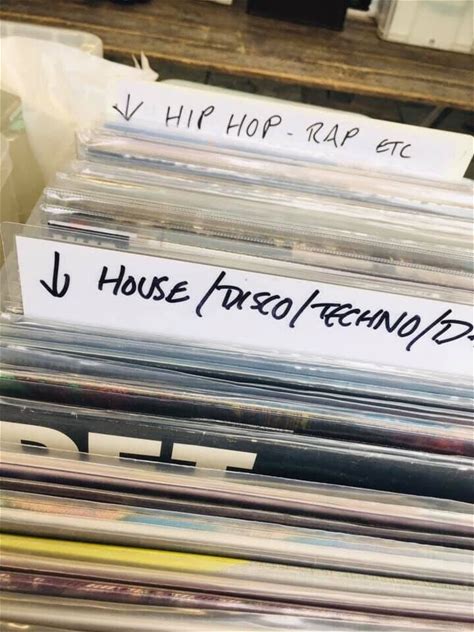 ↓ HIP HOP - RAP ETC
↓ HOUSE/DISCO/TECHNO/D